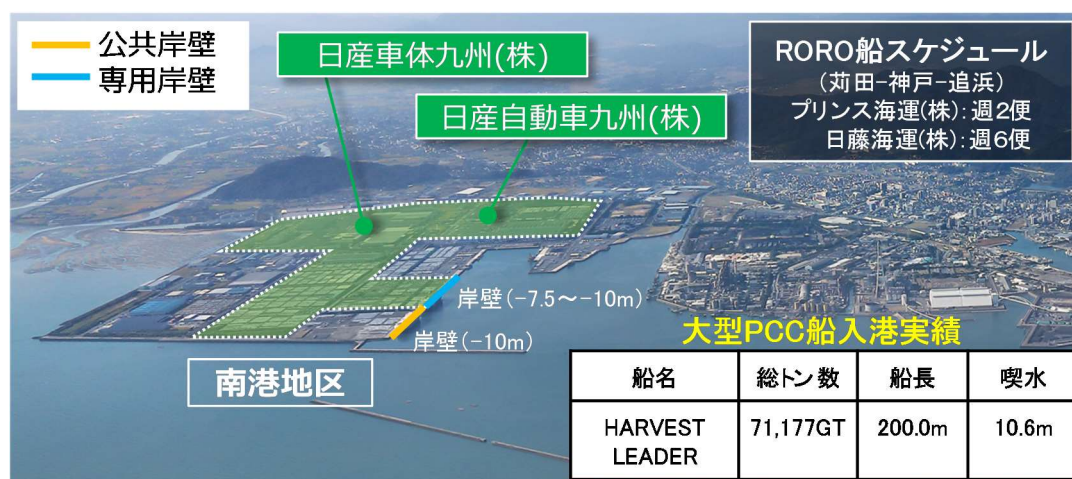 公共岸壁
専用岸壁
日産車体九州(株)
日産自動車九州(株)
RORO船スケジュール
(苅田-神戸-追浜)
プリンス海運(株):週2便
日藤海運(株):週6便
岸壁(-7.5~-10m)
岸壁(-10m)
南港地区
大型PCC船入港実績
船名 総トン数 船長 喫水
HARVEST LEADER 71,177GT 200.0m 10.6m